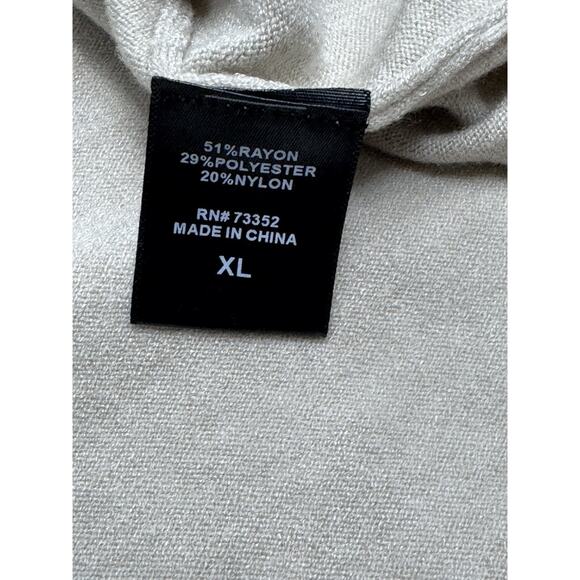 51%RAYON
29%POLYESTER
20%NYLON
RN# 73352
MADE IN CHINA
XL